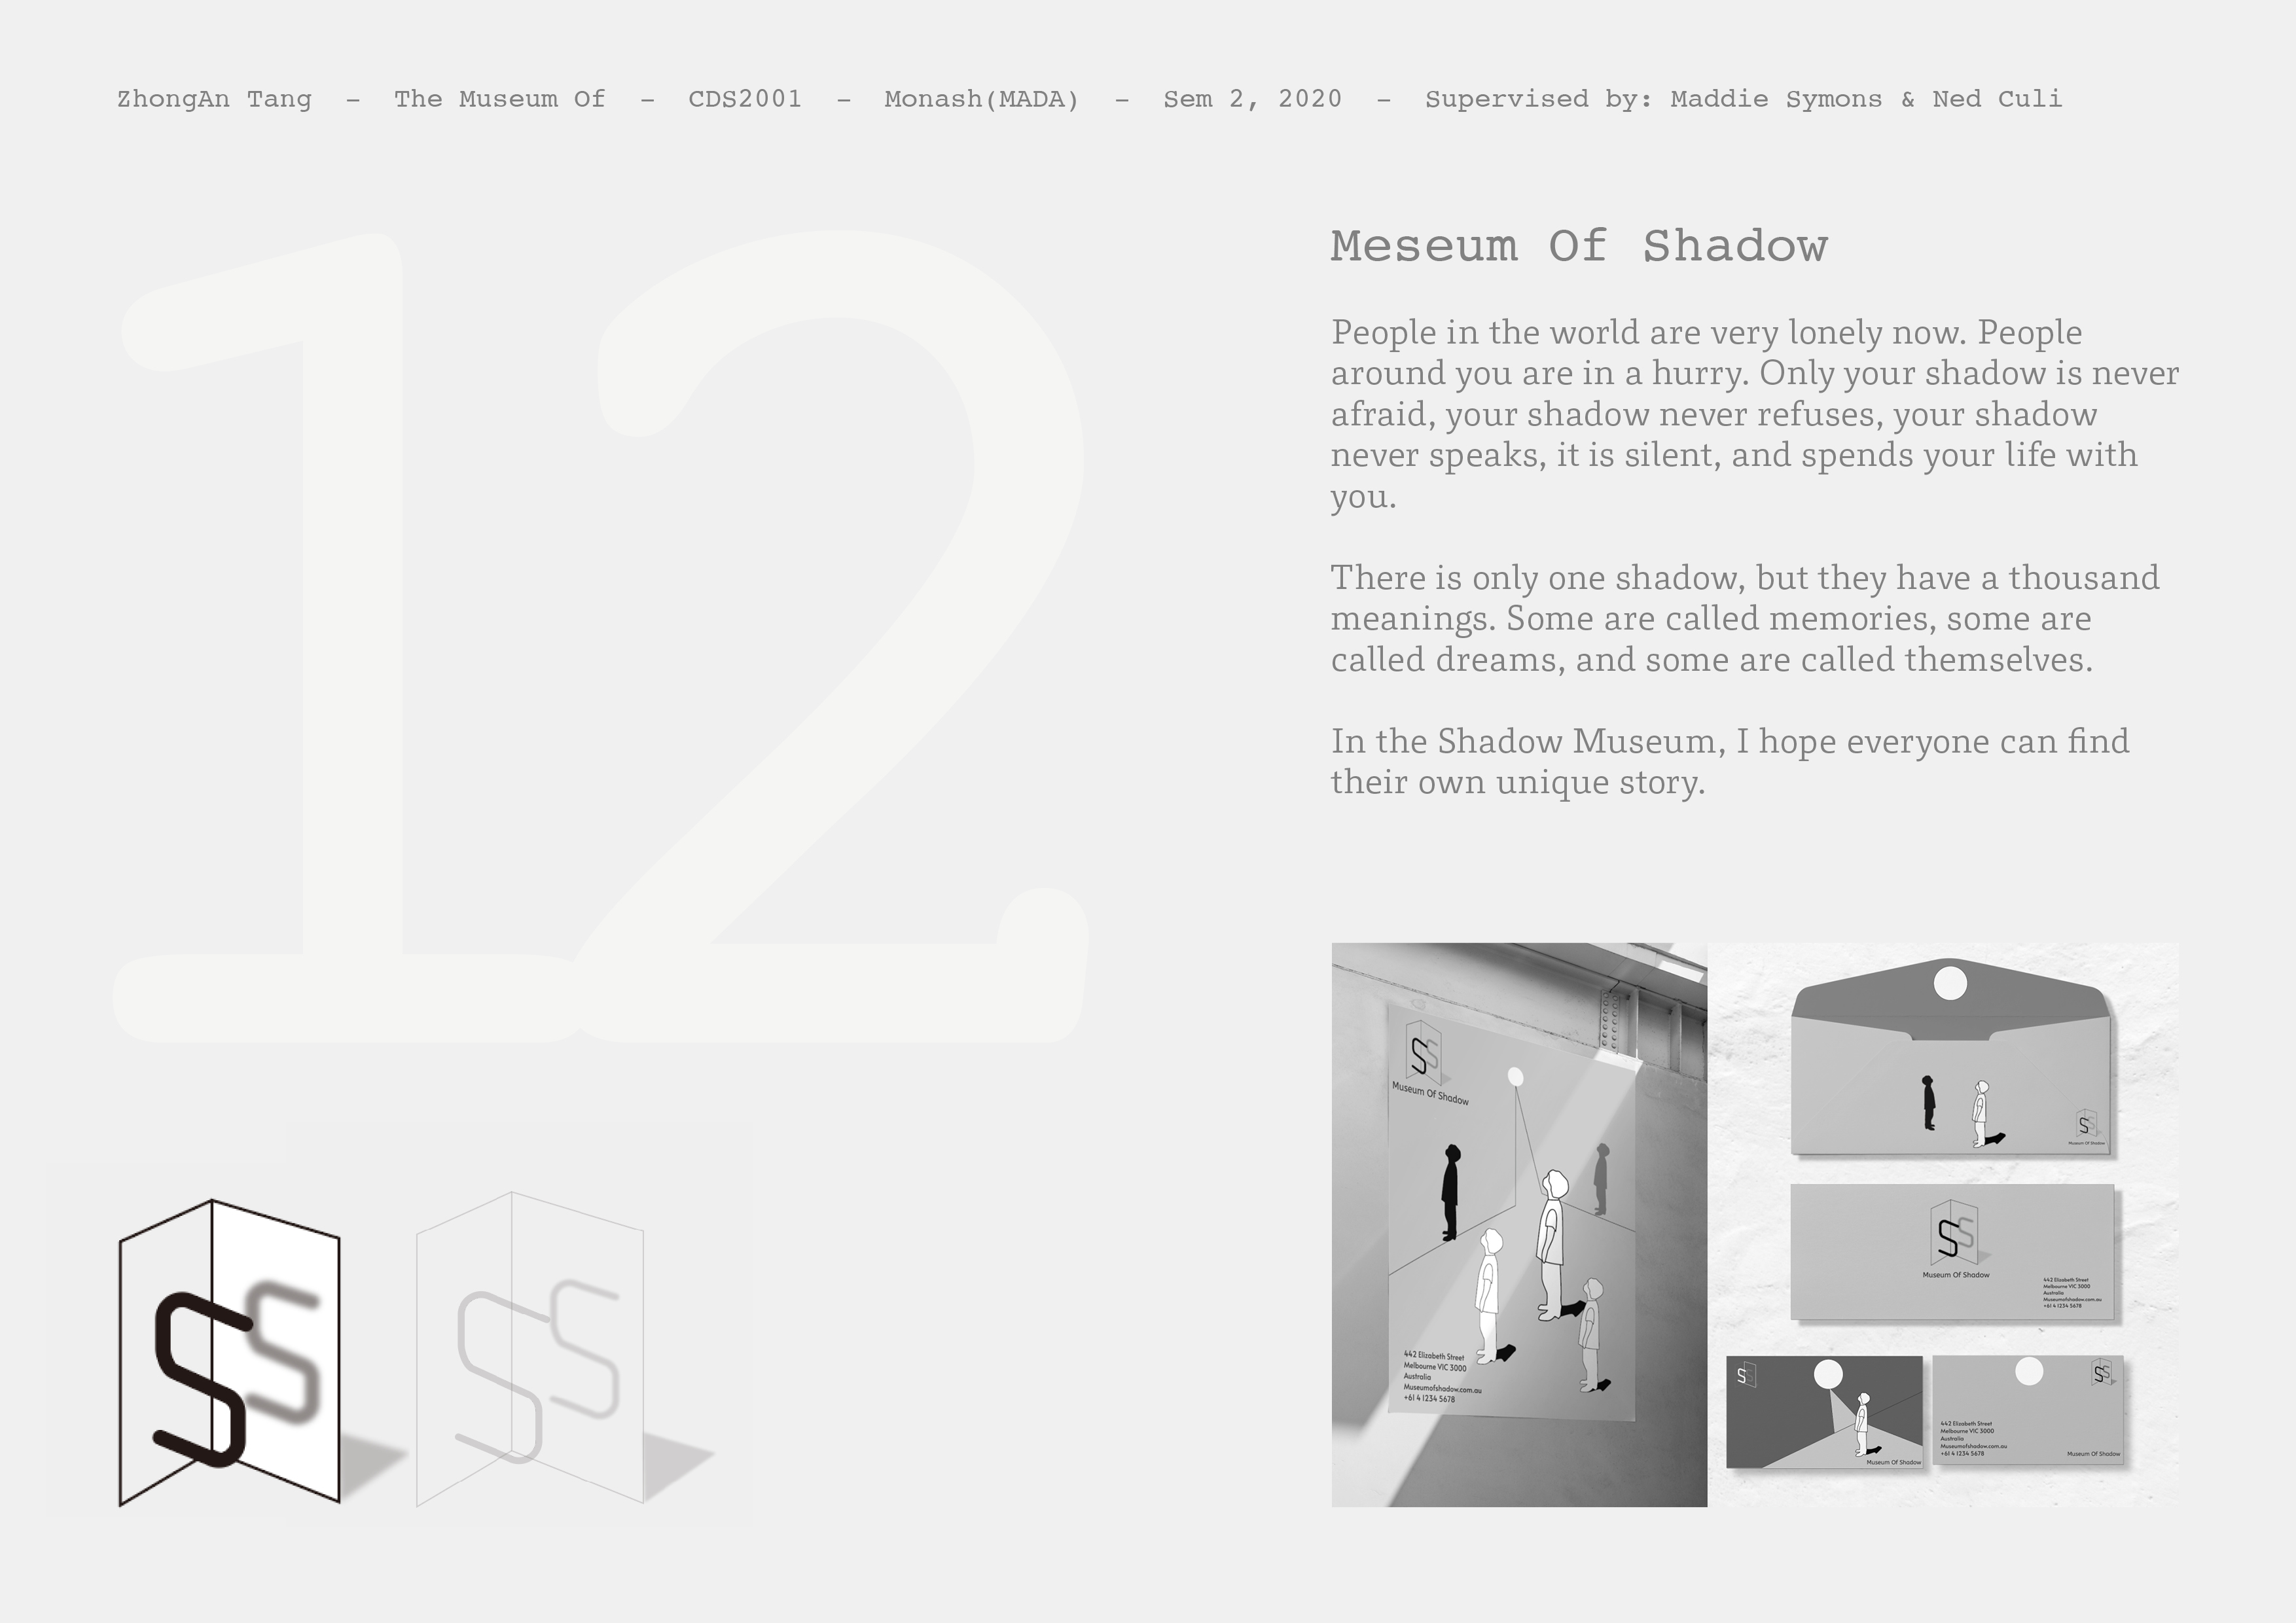 ZhongAn Tang – The Museum Of – CDS2001 – Monash(MADA) – Sem 2, 2020 – Supervised by: Maddie Symons & Ned Culi
12
Meseum Of Shadow
People in the world are very lonely now. People
around you are in a hurry. Only your shadow is never
afraid, your shadow never refuses, your shadow
never speaks, it is silent, and spends your life with
you.
There is only one shadow, but they have a thousand
meanings. Some are called memories, some are
called dreams, and some are called themselves.
In the Shadow Museum, I hope everyone can find
their own unique story.
SS
SS
SS
Museum Of Shadow
442 Elizabeth Street
Melbourne VIC 3000
Australia
Museumofshadow.com.au
+61 4 1234 5678
SS
Museum Of Shadow
SS
Museum Of Shadow
442 Elizabeth Street
Melbourne VIC 3000
Australia
Museumofshadow.com.au
+61 4 1234 5678
SS
Museum Of Shadow
SS
442 Elizabeth Street
Melbourne VIC 3000
Australia
Museumofshadow.com.au
+61 4 1234 5678
Museum Of Shadow